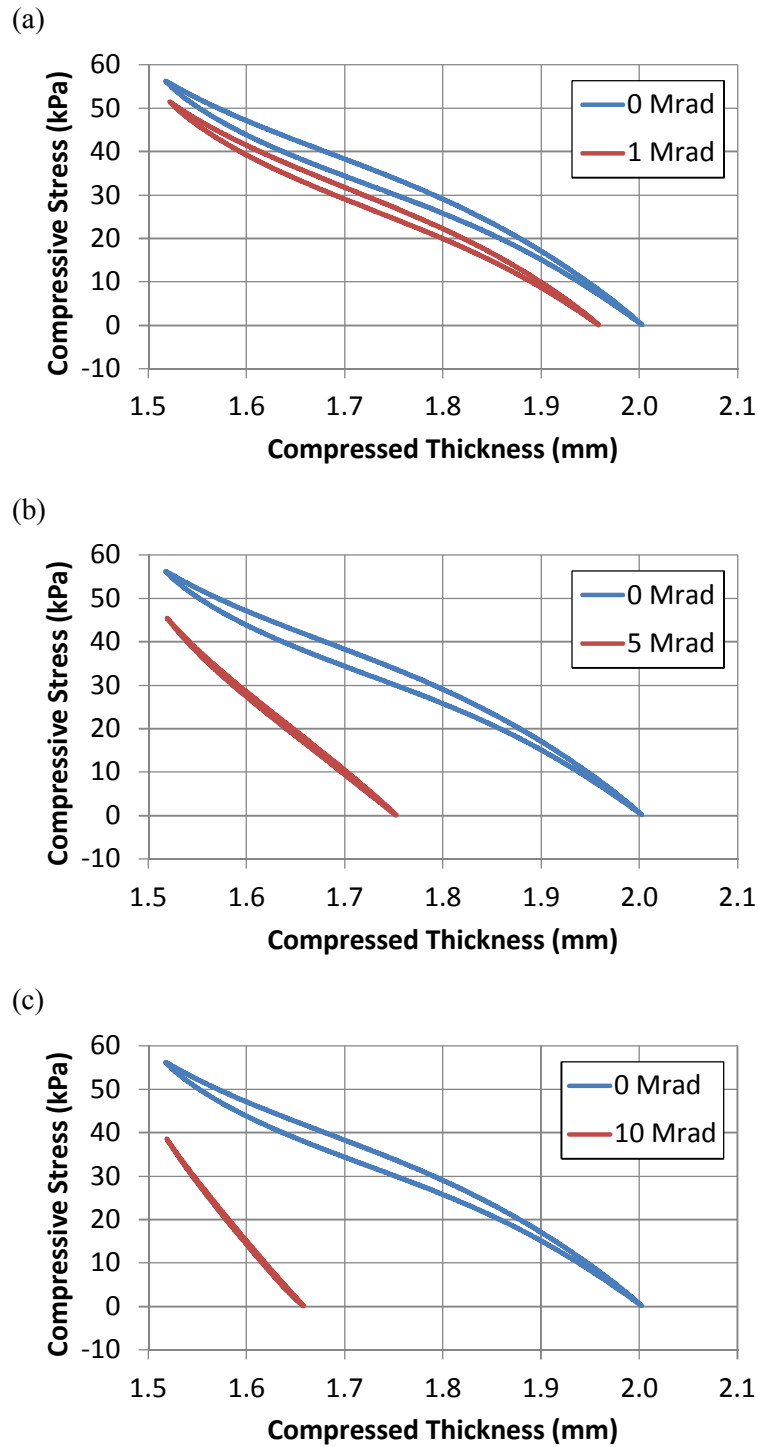 (a)
60
50
40
30
20
10
0
-10
Compressive Stress (kPa)
0 Mrad
1 Mrad
1.5 1.6 1.7 1.8 1.9 2.0 2.1
Compressed Thickness (mm)
(b)
60
50
40
30
20
10
0
-10
Compressive Stress (kPa)
0 Mrad
5 Mrad
1.5 1.6 1.7 1.8 1.9 2.0 2.1
Compressed Thickness (mm)
(c)
60
50
40
30
20
10
0
-10
Compressive Stress (kPa)
0 Mrad
10 Mrad
1.5 1.6 1.7 1.8 1.9 2.0 2.1
Compressed Thickness (mm)